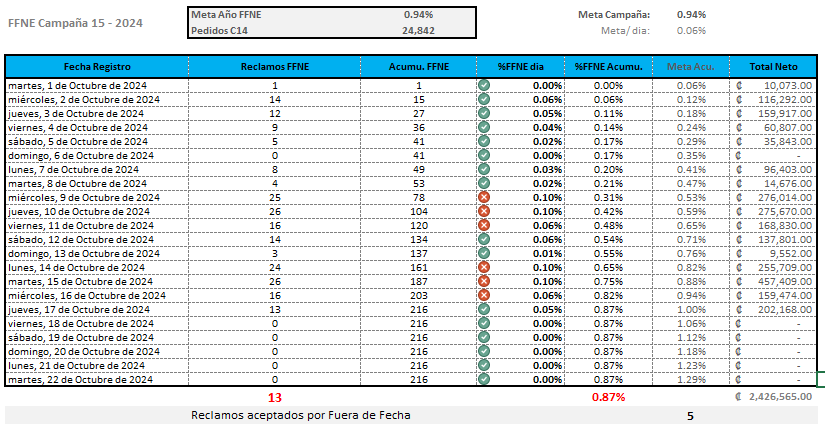 FFNE Campaña 15 - 2024
Meta Año FFNE 0.94%
Pedidos C14 24,842
Meta Campaña: 0.94%
Meta/ dia: 0.06%
Fecha Registro Reclamos FFNE Acumu. FFNE %FFNE dia %FFNE Acumu. Meta Acu. Total Neto
martes, 1 de Octubre de 2024 1 1 0.00% 0.00% 0.06% ₡ 10,073.00
miércoles, 2 de Octubre de 2024 14 15 0.06% 0.06% 0.12% ₡ 116,292.00
jueves, 3 de Octubre de 2024 12 27 0.05% 0.11% 0.18% ₡ 159,917.00
viernes, 4 de Octubre de 2024 9 36 0.04% 0.14% 0.24% ₡ 60,807.00
sábado, 5 de Octubre de 2024 5 41 0.02% 0.17% 0.29% ₡ 35,843.00
domingo, 6 de Octubre de 2024 0 41 0.00% 0.17% 0.35% ₡ -
lunes, 7 de Octubre de 2024 8 49 0.03% 0.20% 0.41% ₡ 96,403.00
martes, 8 de Octubre de 2024 4 53 0.02% 0.21% 0.47% ₡ 14,676.00
miércoles, 9 de Octubre de 2024 25 78 0.10% 0.31% 0.53% ₡ 276,014.00
jueves, 10 de Octubre de 2024 26 104 0.10% 0.42% 0.59% ₡ 275,670.00
viernes, 11 de Octubre de 2024 16 120 0.06% 0.48% 0.65% ₡ 168,830.00
sábado, 12 de Octubre de 2024 14 134 0.06% 0.54% 0.71% ₡ 137,801.00
domingo, 13 de Octubre de 2024 3 137 0.01% 0.55% 0.76% ₡ 9,552.00
lunes, 14 de Octubre de 2024 24 161 0.10% 0.65% 0.82% ₡ 255,709.00
martes, 15 de Octubre de 2024 26 187 0.10% 0.75% 0.88% ₡ 457,409.00
miércoles, 16 de Octubre de 2024 16 203 0.06% 0.82% 0.94% ₡ 159,474.00
jueves, 17 de Octubre de 2024 13 216 0.05% 0.87% 1.00% ₡ 202,168.00
viernes, 18 de Octubre de 2024 0 216 0.00% 0.87% 1.06% ₡ -
sábado, 19 de Octubre de 2024 0 216 0.00% 0.87% 1.12% ₡ -
domingo, 20 de Octubre de 2024 0 216 0.00% 0.87% 1.18% ₡ -
lunes, 21 de Octubre de 2024 0 216 0.00% 0.87% 1.23% ₡ -
martes, 22 de Octubre de 2024 0 216 0.00% 0.87% 1.29% ₡ -
13 0.87% ₡ 2,426,565.00
Reclamos aceptados por Fuera de Fecha 5